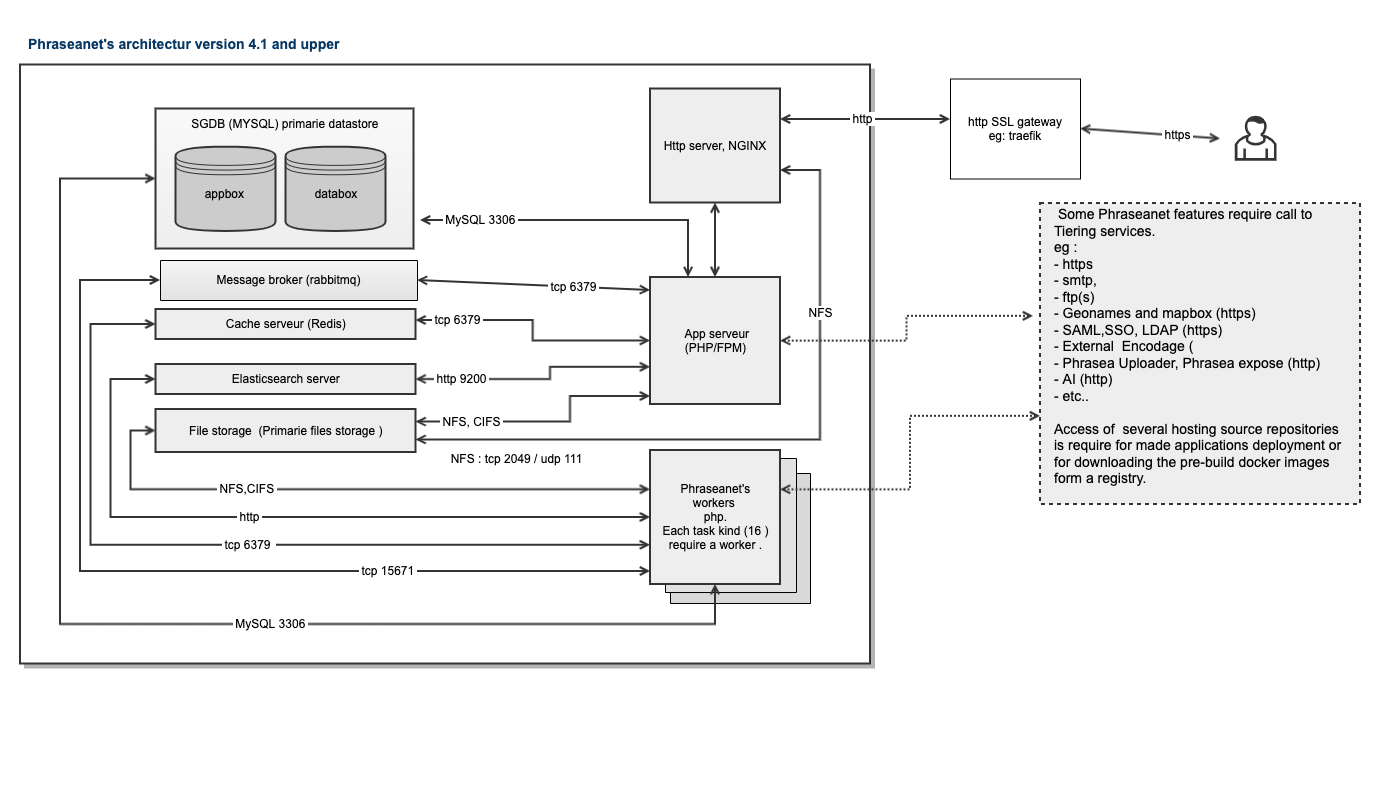 Phraseanet's architectur version 4.1 and upper
SGDB (MYSQL) primarie datastore
appbox
databox
Http server, NGINX
http
http SSL gateway
eg: traefik
https
MySQL 3306
Message broker (rabbitmq)
tcp 6379
Cache serveur (Redis)
tcp 6379
App serveur
(PHP/FPM)
NFS
Elasticsearch server
http 9200
File storage  (Primarie files storage )
NFS, CIFS
NFS : tcp 2049 / udp 111
NFS,CIFS
http
tcp 6379
tcp 15671
MySQL 3306
Phraseanet's
workers
php.
Each task kind (16 )
require a worker .
Some Phraseanet features require call to
Tiering services.
eg :
- https
- smtp,
- ftp(s)
- Geonames and mapbox (https)
- SAML,SSO, LDAP (https)
- External  Encodage (
- Phrasea Uploader, Phrasea expose (http)
- AI (http)
- etc..
Access of  several hosting source repositories
is require for made applications deployment or
for downloading the pre-build docker images
form a registry.